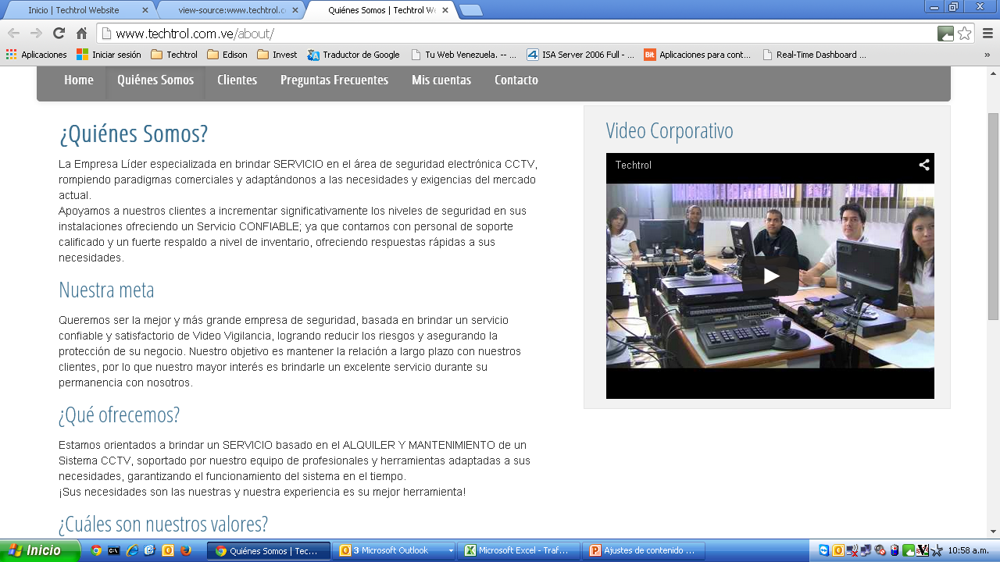 Inicio | Techtrol Website
view-source:www.techtrol.c
Quiénes Somos | Techtrol W
www.techtrol.com.ve/about/
Aplicaciones
Iniciar sesión
Techtrol
Edison
Invest
Traductor de Google
Tu Web Venezuela. -- ...
ISA Server 2006 Full - ...
Bit
Aplicaciones para cont...
Real-Time Dashboard ...
»
Home
Quiénes Somos
Clientes
Preguntas Frecuentes
Mis cuentas
Contacto
¿Quiénes Somos?
La Empresa Líder especializada en brindar SERVICIO en el área de seguridad electrónica CCTV,
rompiendo paradigmas comerciales y adaptándonos a las necesidades y exigencias del mercado
actual.
Apoyamos a nuestros clientes a incrementar significativamente los niveles de seguridad en sus
instalaciones ofreciendo un Servicio CONFIABLE, ya que contamos con personal de soporte
calificado y un fuerte respaldo a nivel de inventario, ofreciendo respuestas rápidas a sus
necesidades.
Nuestra meta
Queremos ser la mejor y más grande empresa de seguridad, basada en brindar un servicio
confiable y satisfactorio de Video Vigilancia, logrando reducir los riesgos y asegurando la
protección de su negocio. Nuestro objetivo es mantener la relación a largo plazo con nuestros
clientes, por lo que nuestro mayor interés es brindarle un excelente servicio durante su
permanencia con nosotros.
¿Qué ofrecemos?
Estamos orientados a brindar un SERVICIO basado en el ALQUILER Y MANTENIMIENTO de un
Sistema CCTV, soportado por nuestro equipo de profesionales y herramientas adaptadas a sus
necesidades, garantizando el funcionamiento del sistema en el tiempo.
¡Sus necesidades son las nuestras y nuestra experiencia es su mejor herramienta!
¿Cuáles son nuestros valores?
Video Corporativo
Techtrol
Inicio
Quiénes Somos | Tec...
3 Microsoft Outlook
Microsoft Excel - Traf...
Ajustes de contenido ...
10:58 a.m.